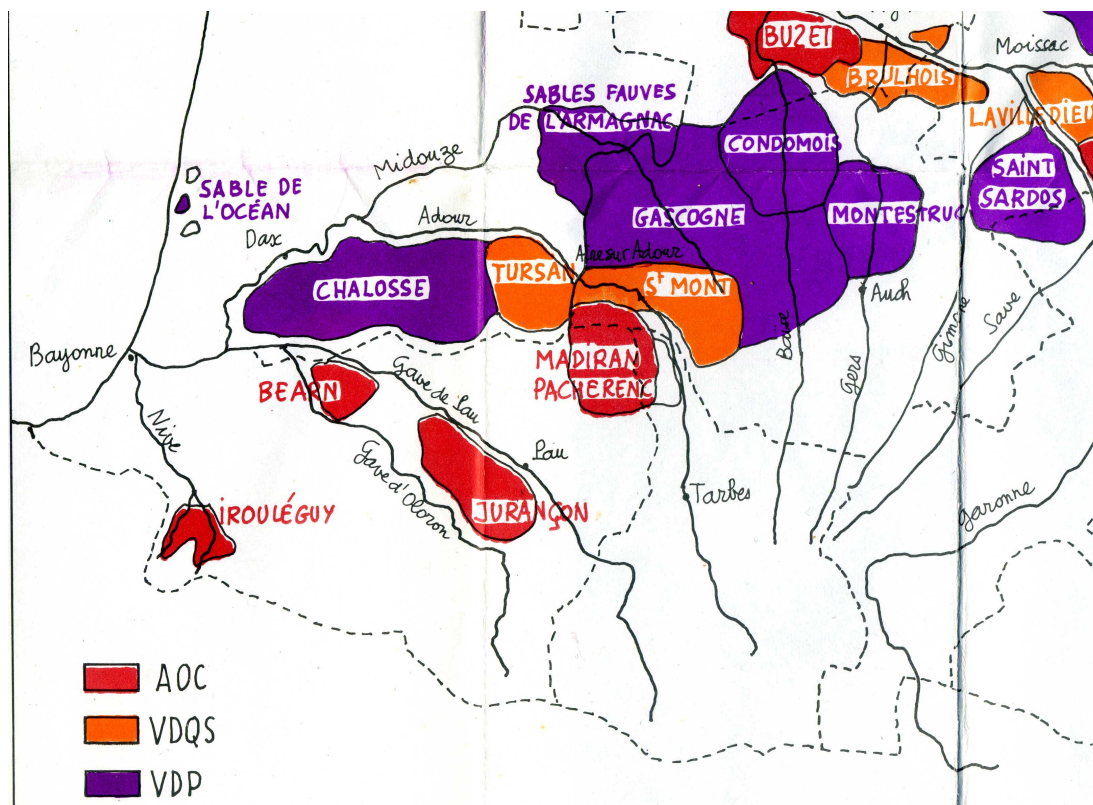 BUZET
Moissac
BRULHOIS
SABLES FAUVES
DE L'ARMAGNAC
LAVILLEDIEU
CONDOMOIS
Midouze
SAINT
SARDOS
SABLE DE
L'OCÉAN
Adour
GASCOGNE
MONTESTRUC
Dax
Aire sur Adour
TURSAN
CHALOSSE
St MONT
Auch
Baïse
Gers
Gimone
Save
Bayonne
MADIRAN
PACHERENC
BEARN
Gave de Pau
Nive
Pau
Gave d'Oloron
Tarbes
Garonne
IROULÉGUY
JURANÇON
AOC
VDQS
VDP